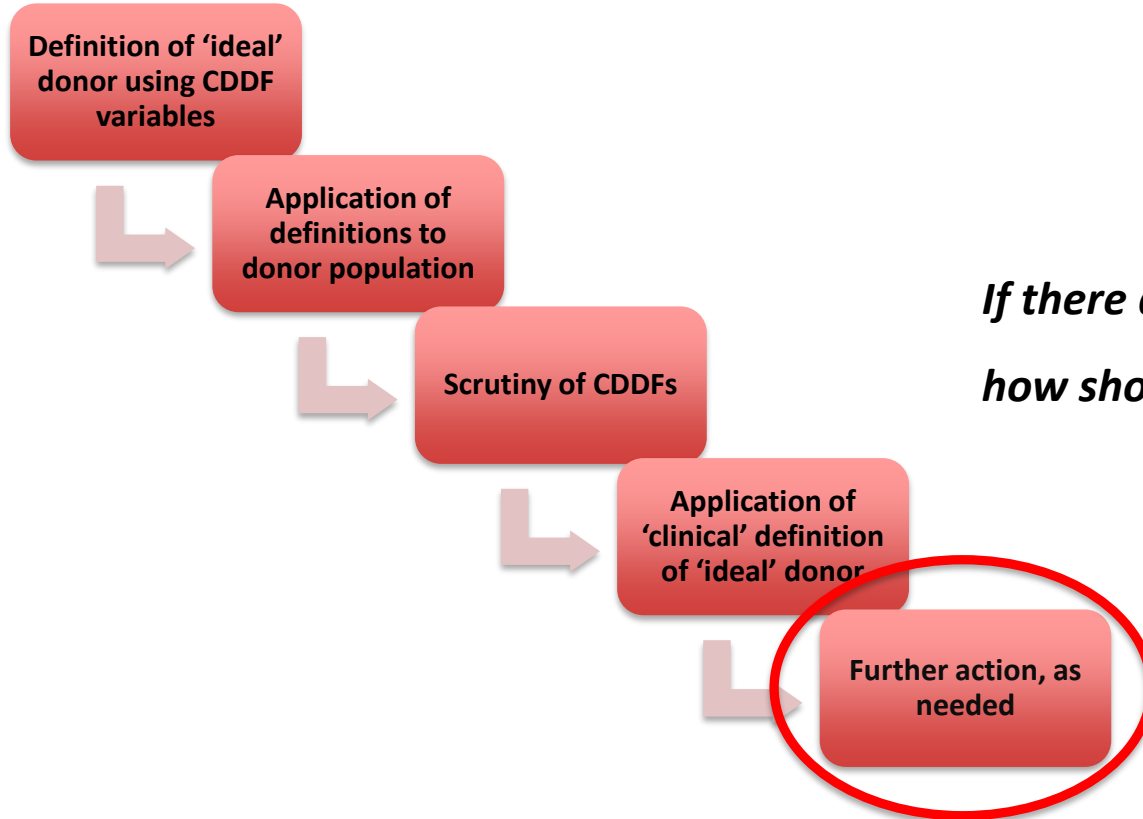 Definition of ‘ideal’
donor using CDDF
variables
Application of
definitions to
donor population
If there
how
Scrutiny of CDDFs
Application of
‘clinical’ definition
of ‘ideal’ donor
Further action, as
needed